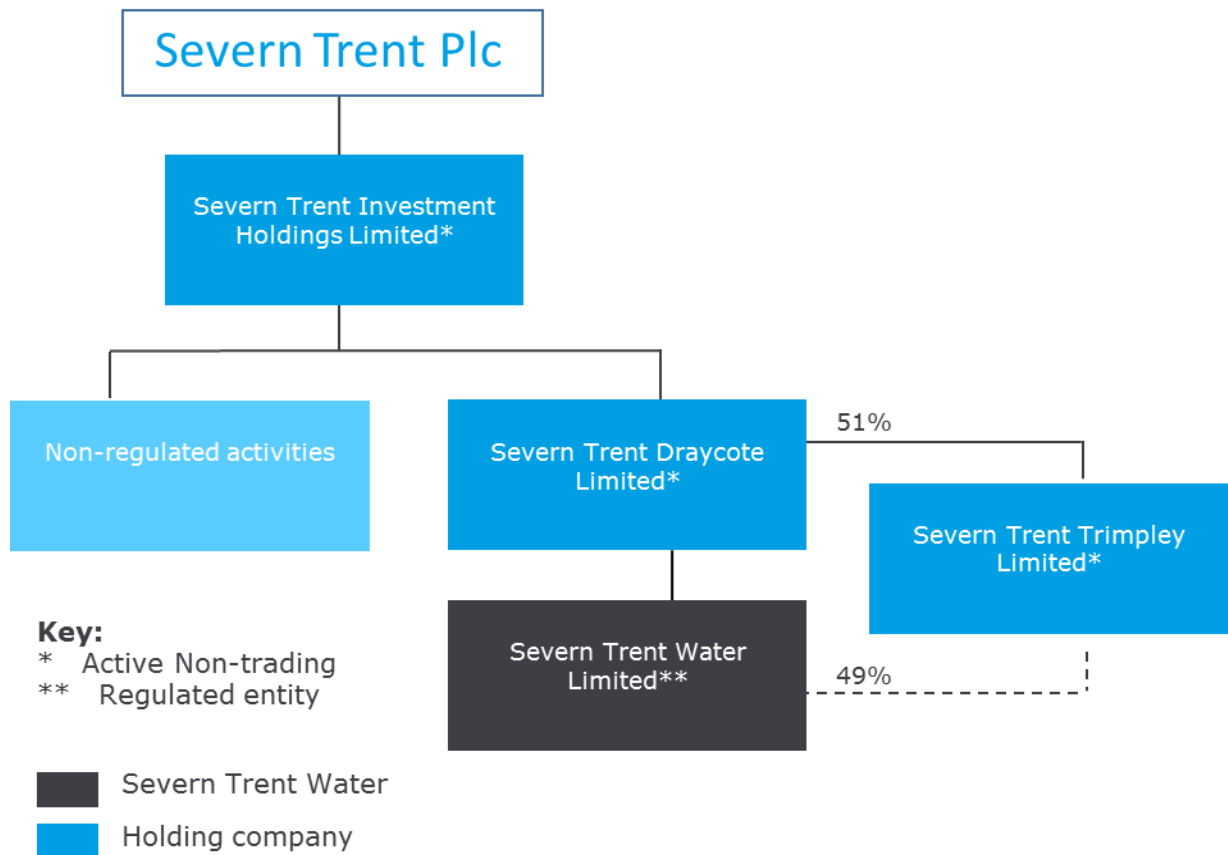 Severn Trent Plc
Severn Trent Investment
Holdings Limited*
Non-regulated activities
Severn Trent Draycote
Limited*
51%
Severn Trent Trimpley
Limited*
Severn Trent Water
Limited**
49%
Key:
* Active Non-trading
** Regulated entity
Severn Trent Water
Holding company